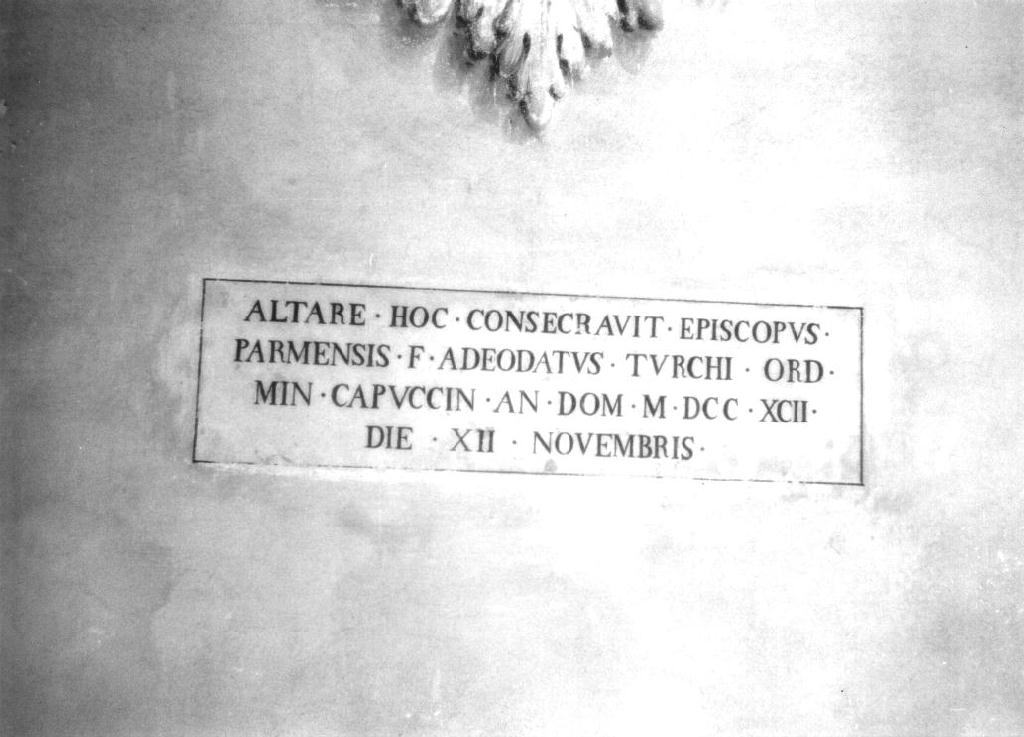 ALTARE · HOC · CONSECRAVIT · EPISCOPVS ·
PARMENSIS · F · ADEODATVS · TVRCHI · ORD ·
MIN · CAPVCCIN · AN · DOM · M · DCC · XCII ·
DIE · XII · NOVEMBRIS ·